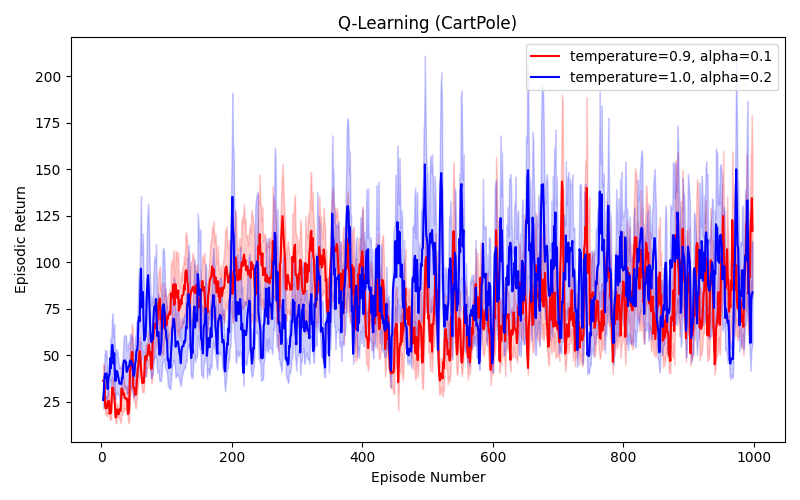 Q-Learning (CartPole)
temperature=0.9, alpha=0.1
temperature=1.0, alpha=0.2
Episodic Return
200
175
150
125
100
75
50
25
0
200
400
600
800
1000
Episode Number